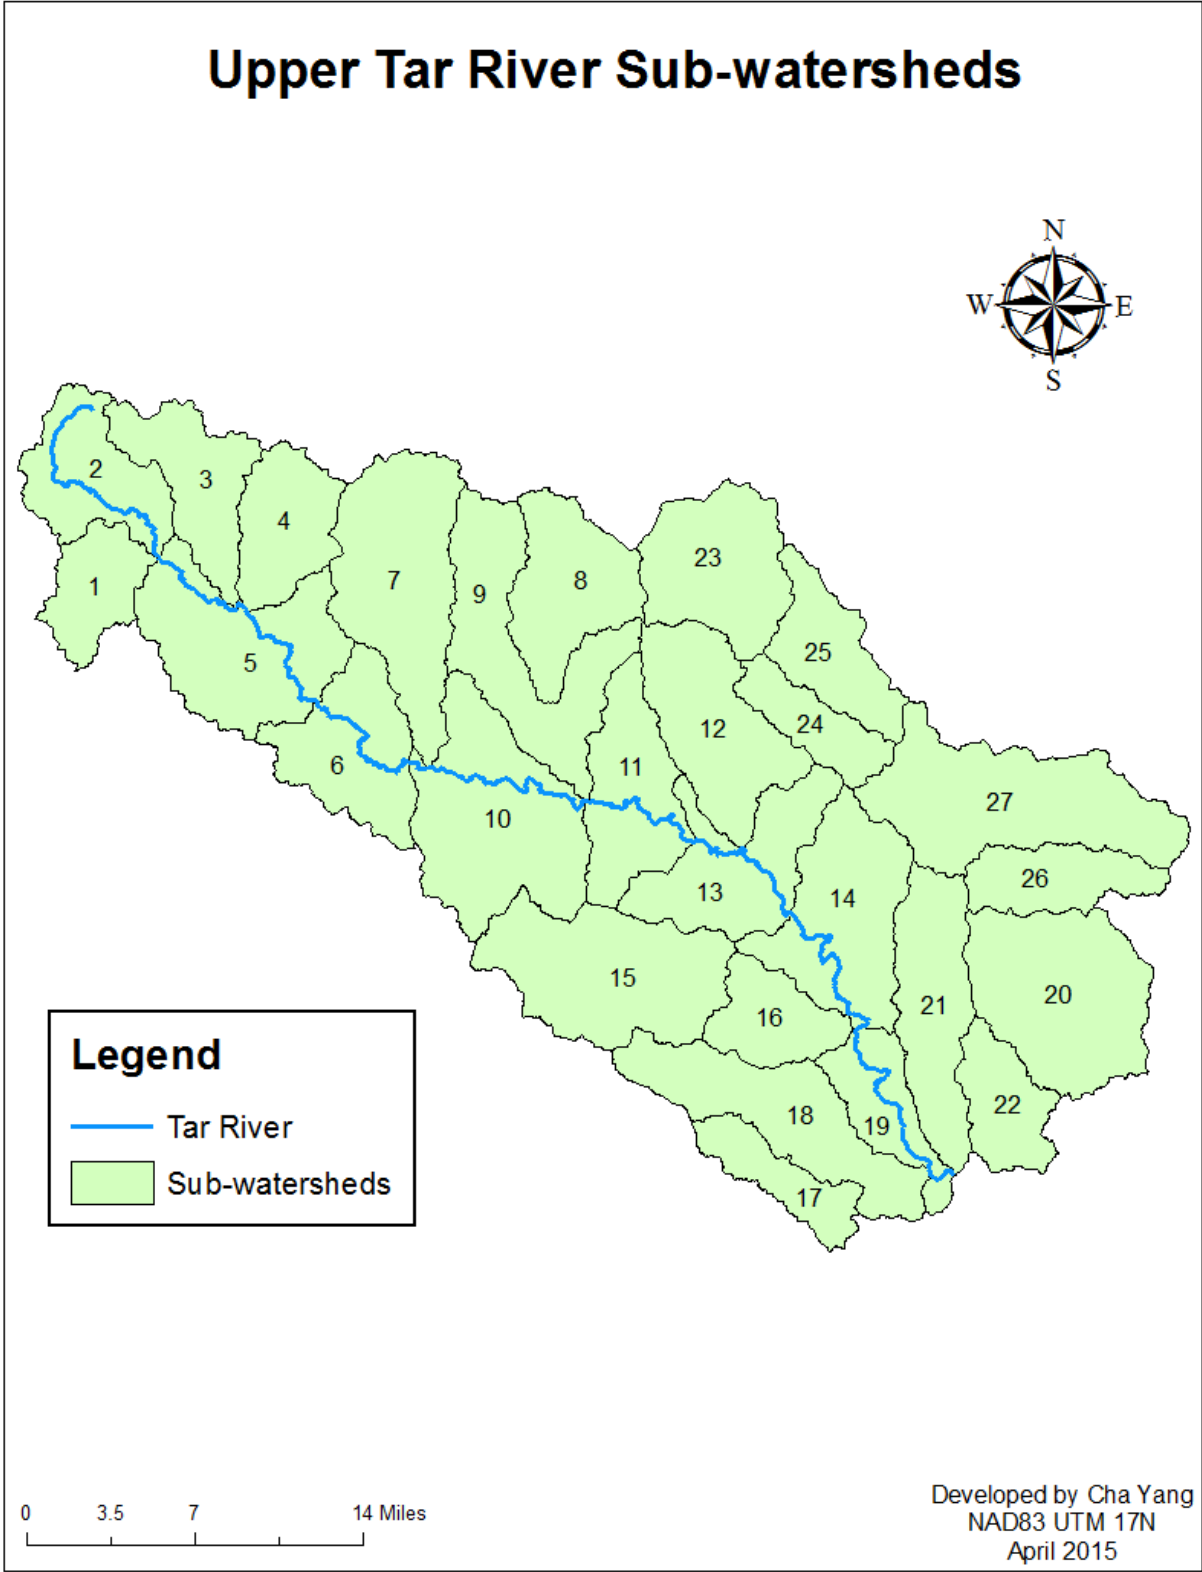 Upper Tar River Sub-watersheds
N
W E
S
2
3
4
1
7
9
8
23
5
25
6
11
12
24
10
27
13
14
26
15
16
21
20
18
19
22
17
Legend
Tar River
Sub-watersheds
0 3.5 7 14 Miles
Developed by Cha Yang
NAD83 UTM 17N
April 2015